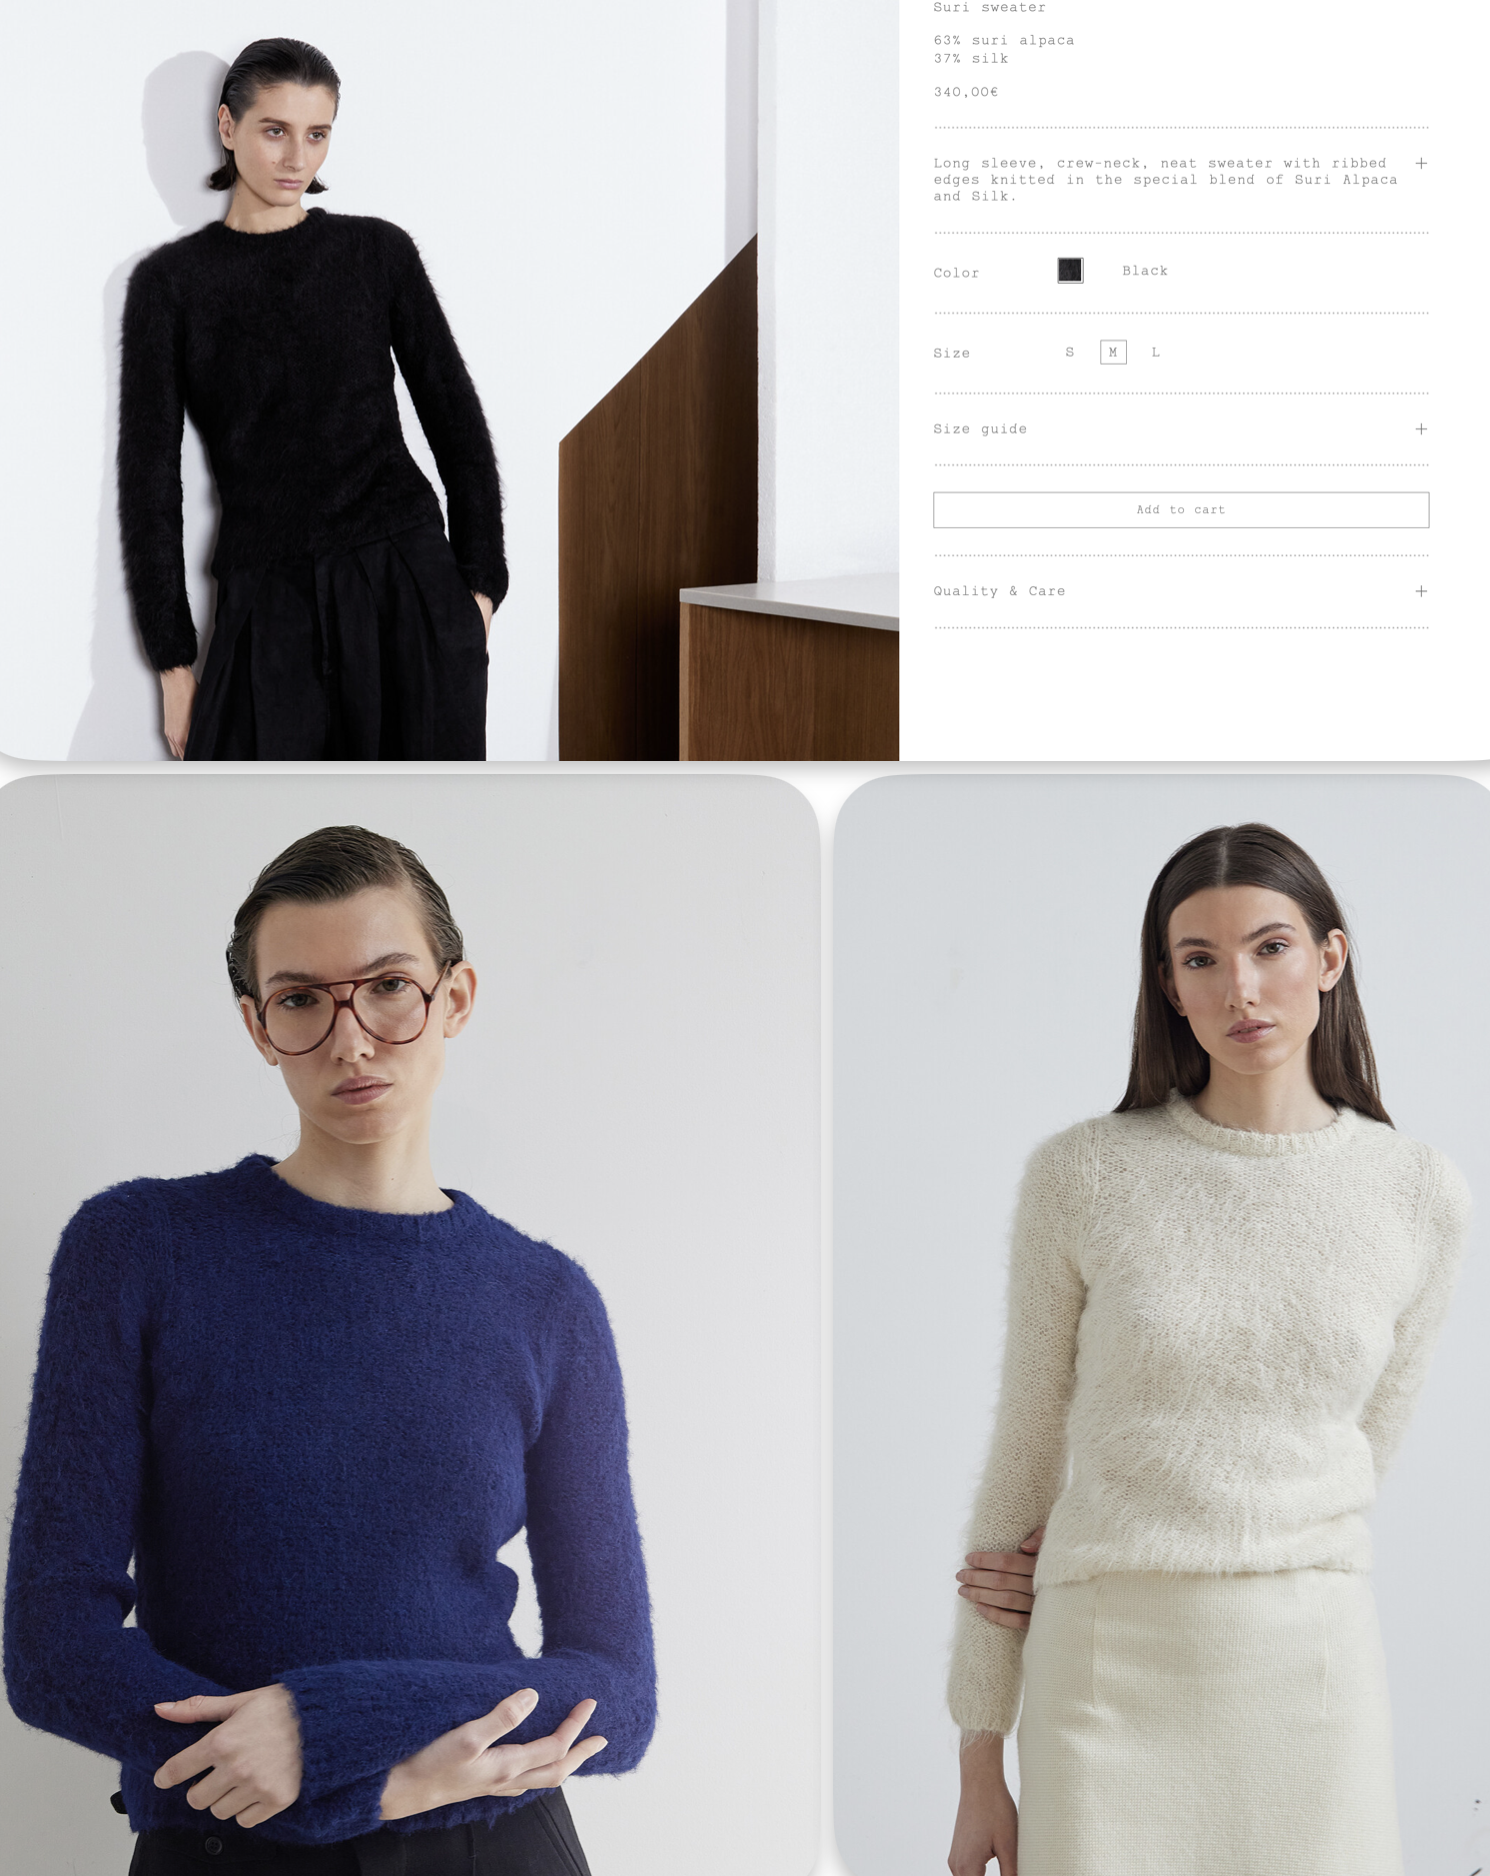 Suri sweater
63% suri alpaca
37% silk
340,00€
Long sleeve, crew-neck, neat sweater with ribbed +
edges knitted in the special blend of Suri Alpaca
and Silk.
Color Black
Size S M L
Size guide +
Add to cart
Quality & Care +